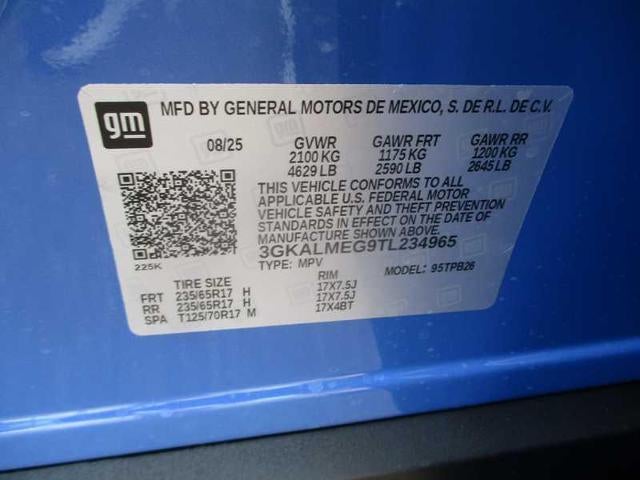 gm
MFD BY GENERAL MOTORS DE MEXICO, S. DE R.L. DE C.V.
08/25 GVWR GAWR FRT GAWR RR
2100 KG 1175 KG 1200 KG
4629 LB 2590 LB 2645 LB
THIS VEHICLE CONFORMS TO ALL
APPLICABLE U.S. FEDERAL MOTOR
VEHICLE SAFETY AND THEFT PREVENTION
STANDARDS IN EFFECT ON THE DATE OF
MANUFACTURE SHOWN ABOVE.
3GKALMEG9TL234965
225K
TYPE: MPV MODEL: 95TPB26
TIRE SIZE RIM
FRT 235/65R17 H 17X7.5J
RR 235/65R17 H 17X7.5J
SPA T125/70R17 M 17X4BT